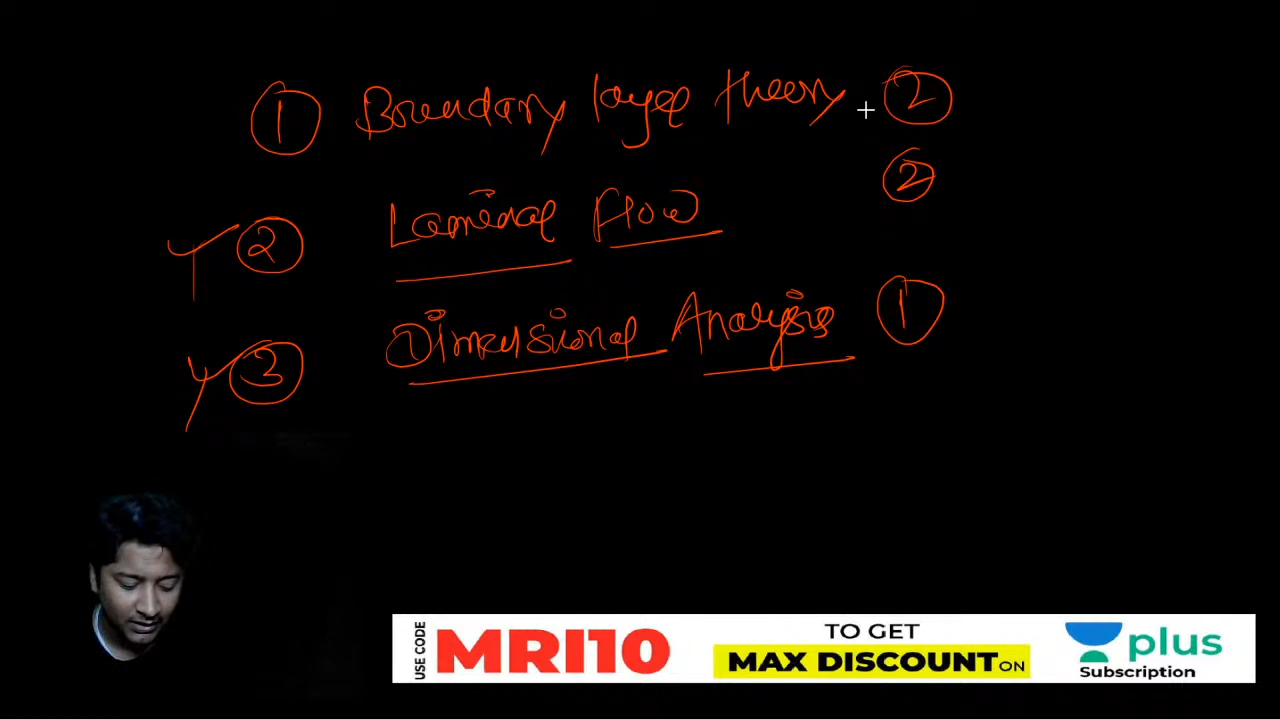 ① Boundary layer theory ②
②
② Laminar flow
③ Dimensional Analysis ①
USE CODE MRI10 TO GET MAX DISCOUNT ON plus Subscription